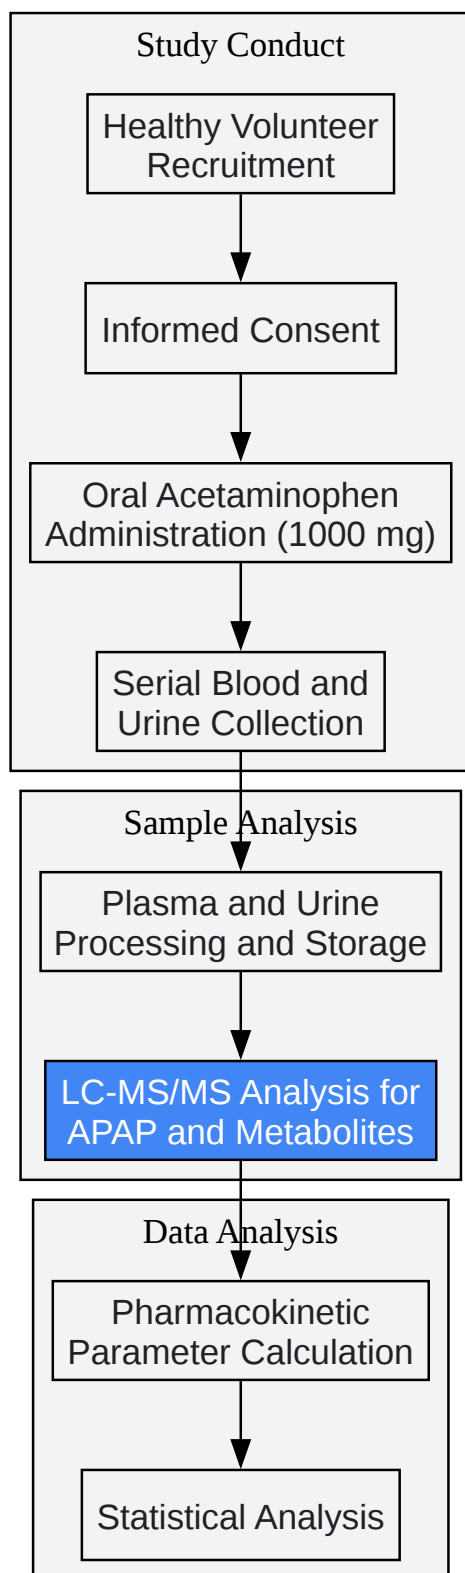 Study Conduct
Healthy Volunteer
Recruitment
Informed Consent
Oral Acetaminophen
Administration (1000 mg)
Serial Blood and
Urine Collection
Sample Analysis
Plasma and Urine
Processing and Storage
LC-MS/MS Analysis for
APAP and Metabolites
Data Analysis
Pharmacokinetic
Parameter Calculation
Statistical Analysis